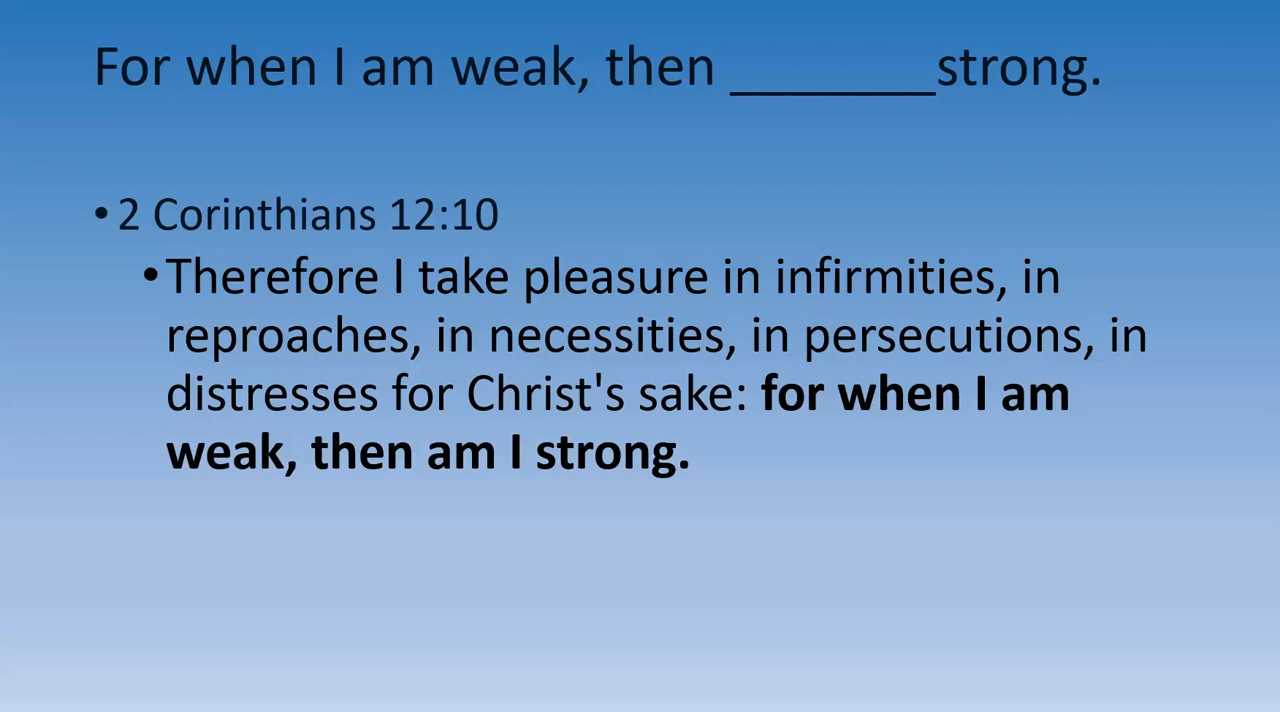 For when I am weak, then ________strong.
• 2 Corinthians 12:10
• Therefore I take pleasure in infirmities, in
reproaches, in necessities, in persecutions, in
distresses for Christ's sake: for when I am
weak, then am I strong.